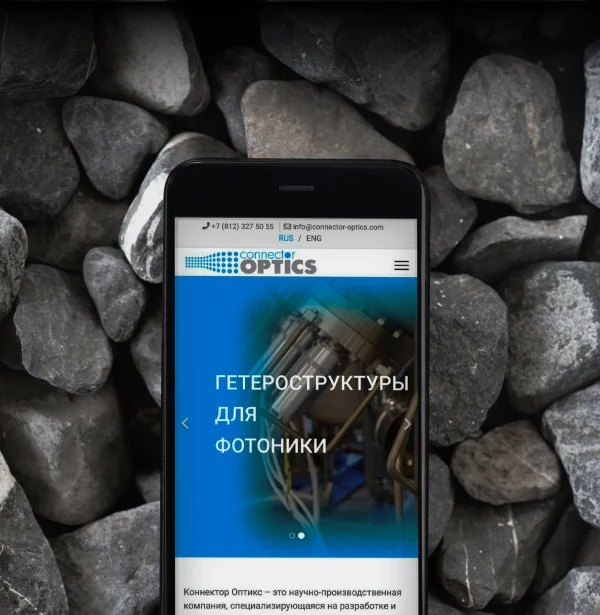 +7 (812) 327 50 55 info@connector-optics.com
RUS / ENG
connector
OPTICS
ГЕТЕРОСТРУКТУРЫ
ДЛЯ
ФОТОНИКИ
Коннектор Оптикс – это научно-производственная
компания, специализирующаяся на разработке и